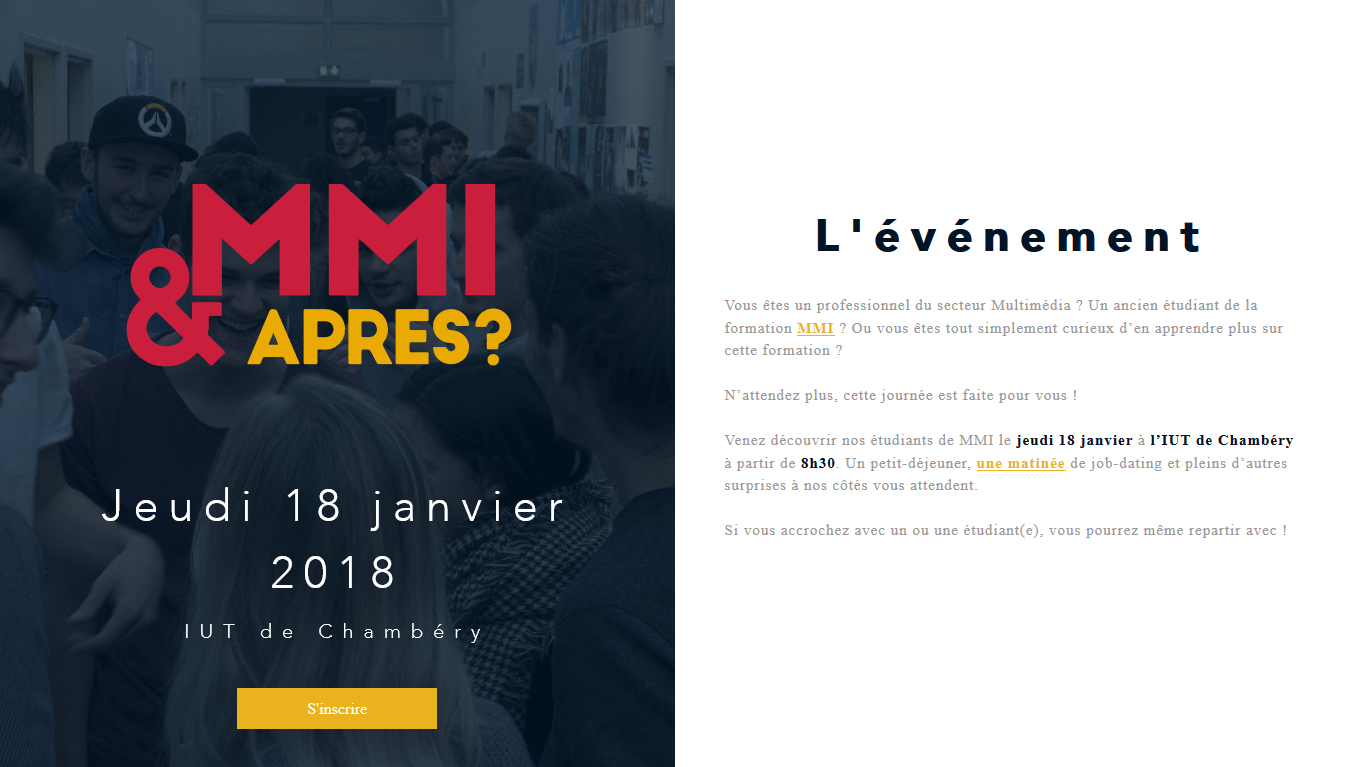 MMI
& APRES?
Jeudi 18 janvier
2018
IUT de Chambéry
S'inscrire
L'événement
Vous êtes un professionnel du secteur Multimédia ? Un ancien étudiant de la
formation MMI ? Ou vous êtes tout simplement curieux d’en apprendre plus sur
cette formation ?
N’attendez plus, cette journée est faite pour vous !
Venez découvrir nos étudiants de MMI le jeudi 18 janvier à l’IUT de Chambéry
à partir de 8h30. Un petit-déjeuner, une matinée de job-dating et pleins d’autres
surprises à nos côtés vous attendent.
Si vous accrochez avec un ou une étudiant(e), vous pourrez même repartir avec !